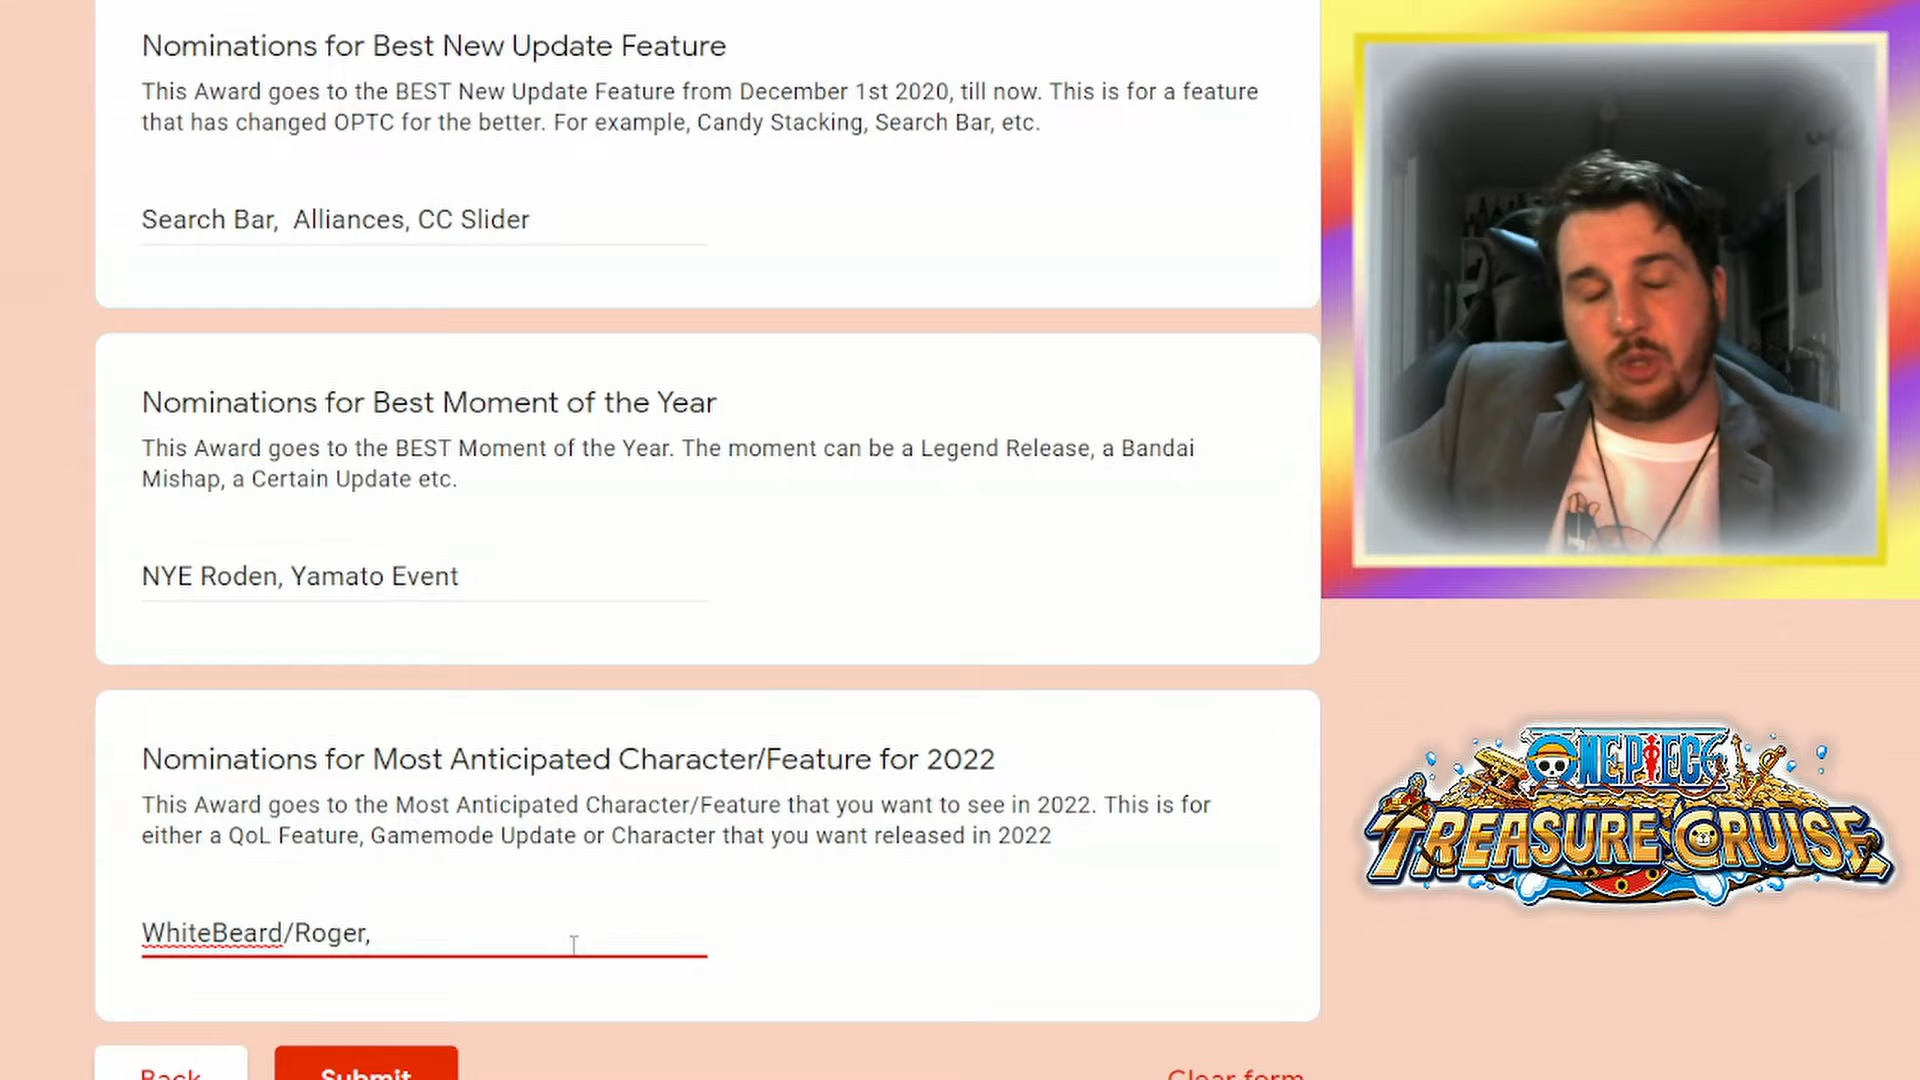 Nominations for Best New Update Feature
This Award goes to the BEST New Update Feature from December 1st 2020, till now. This is for a feature
that has changed OPTC for the better. For example, Candy Stacking, Search Bar, etc.
Search Bar,  Alliances, CC Slider
Nominations for Best Moment of the Year
This Award goes to the BEST Moment of the Year. The moment can be a Legend Release, a Bandai
Mishap, a Certain Update etc.
NYE Roden, Yamato Event
Nominations for Most Anticipated Character/Feature for 2022
This Award goes to the Most Anticipated Character/Feature that you want to see in 2022. This is for
either a QoL Feature, Gamemode Update or Character that you want released in 2022
WhiteBeard/Roger,
Back
Submit
Clear form
ONE PIECE
TREASURE CRUISE